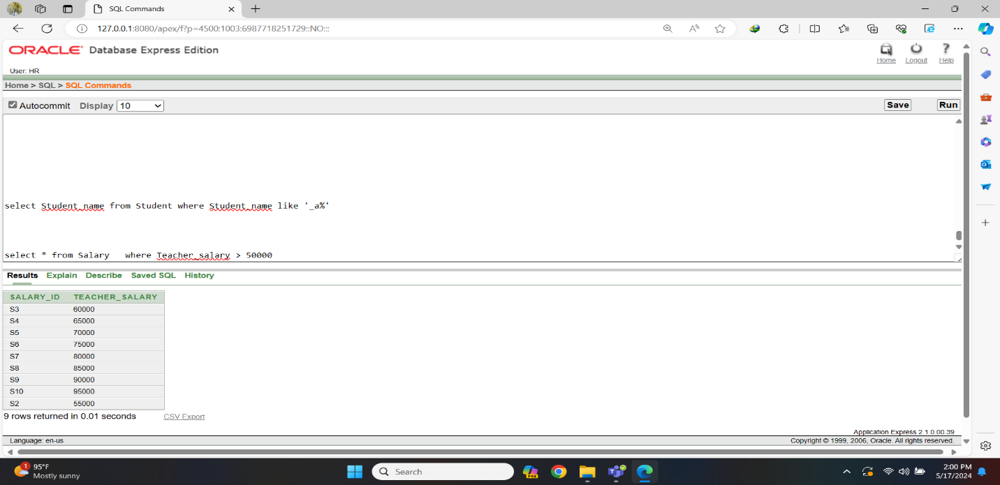 SQL Commands
127.0.0.1:8080/apex/f?p=4500:1003:6987718251729::NO:::
ORACLE Database Express Edition
Home Logout Help
User: HR
Home > SQL > SQL Commands
Autocommit Display 10 Save Run
select Student_name from Student where Student_name like '_a%'
select * from Salary where Teacher_salary > 50000
Results Explain Describe Saved SQL History
SALARY_ID TEACHER_SALARY
S3 60000
S4 65000
S5 70000
S6 75000
S7 80000
S8 85000
S9 90000
S10 95000
S2 55000
9 rows returned in 0.01 seconds CSV Export
Application Express 2.1.0.00.39
Language: en-us Copyright © 1999, 2006, Oracle. All rights reserved.
1 95°F
Mostly sunny
Search
PRE
2:00 PM
5/17/2024